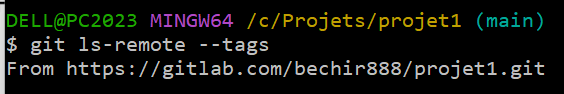 DELL@PC2023 MINGW64 /c/Projets/projet1 (main)
$ git ls-remote --tags
From https://gitlab.com/bechir888/projet1.git